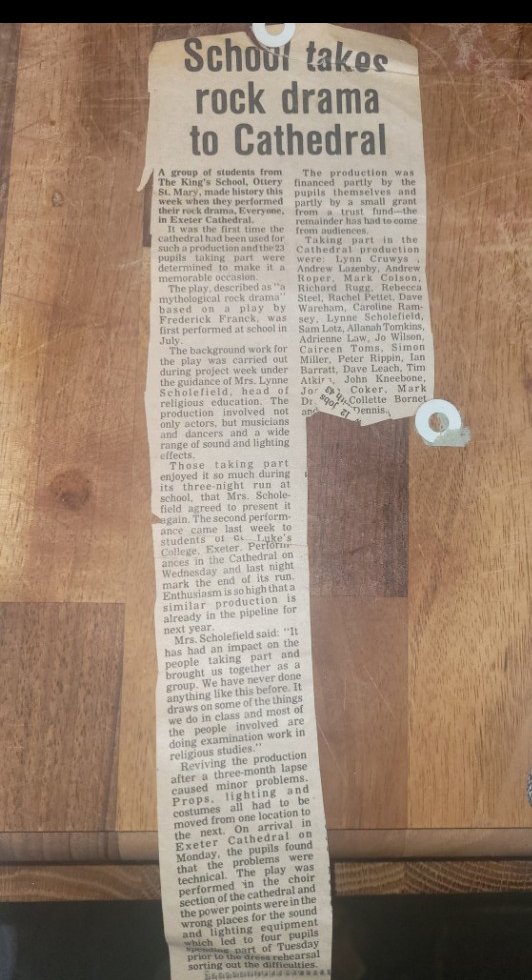 School takes
rock drama
to Cathedral
A group of students from
The King's School, Ottery
St. Mary, made history this
week when they performed
their rock drama, Everyone,
in Exeter Cathedral.
It was the first time the
cathedral had been used for
such a production and the 23
pupils taking part were
determined to make it a
memorable occasion.
The play, described as "a
mythological rock drama"
based on a play by
Frederick Franck, was
first performed at school in
July.
The background work for
the play was carried out
during project week under
the guidance of Mrs. Lynne
Scholefield, head of
religious education. The
production involved not
only actors, but musicians
and dancers and a wide
range of sound and lighting
effects.
Those taking part
enjoyed it so much during
its three-night run at
school, that Mrs. Schole-
field agreed to present it
again. The second perform-
ance came last week to
students of St. Luke's
College, Exeter. Perform-
ances in the Cathedral on
Wednesday and last night
mark the end of its run.
Enthusiasm is so high that a
similar production is
already in the pipeline for
next year.
Mrs. Scholefield said: "It
has had an impact on the
people taking part and
brought us together as a
group. We have never done
anything like this before. It
draws on some of the things
we do in class and most of
the people involved are
doing examination work in
religious studies."
Reviving the production
after a three-month lapse
caused minor problems.
Props, lighting and
costumes all had to be
moved from one location to
the next. On arrival in
Exeter Cathedral on
Monday, the pupils found
that the problems were
technical. The play was
performed in the choir
section of the cathedral and
the power points were in the
wrong places for the sound
and lighting equipment
which led to four pupils
spending part of Tuesday
prior to the dress rehearsal
sorting out the difficulties.
The production was
financed partly by the
pupils themselves and
partly by a small grant
from a trust fund—the
remainder has had to come
from audiences.
Taking part in the
Cathedral production
were: Lynn Cruwys,
Andrew Lazenby, Andrew
Roper, Mark Colson,
Richard Rugg, Rebecca
Steel, Rachel Pettet, Dave
Wareham, Caroline Ram-
sey, Lynne Scholefield,
Sam Lotz, Allanah Tomkins,
Adrienne Law, Jo Wilson,
Caireen Toms, Simon
Miller, Peter Rippin, Ian
Barratt, Dave Leach, Tim
John Kneebone,
Coker, Mark
Collette Bornet
and Dennis.
12 jobs